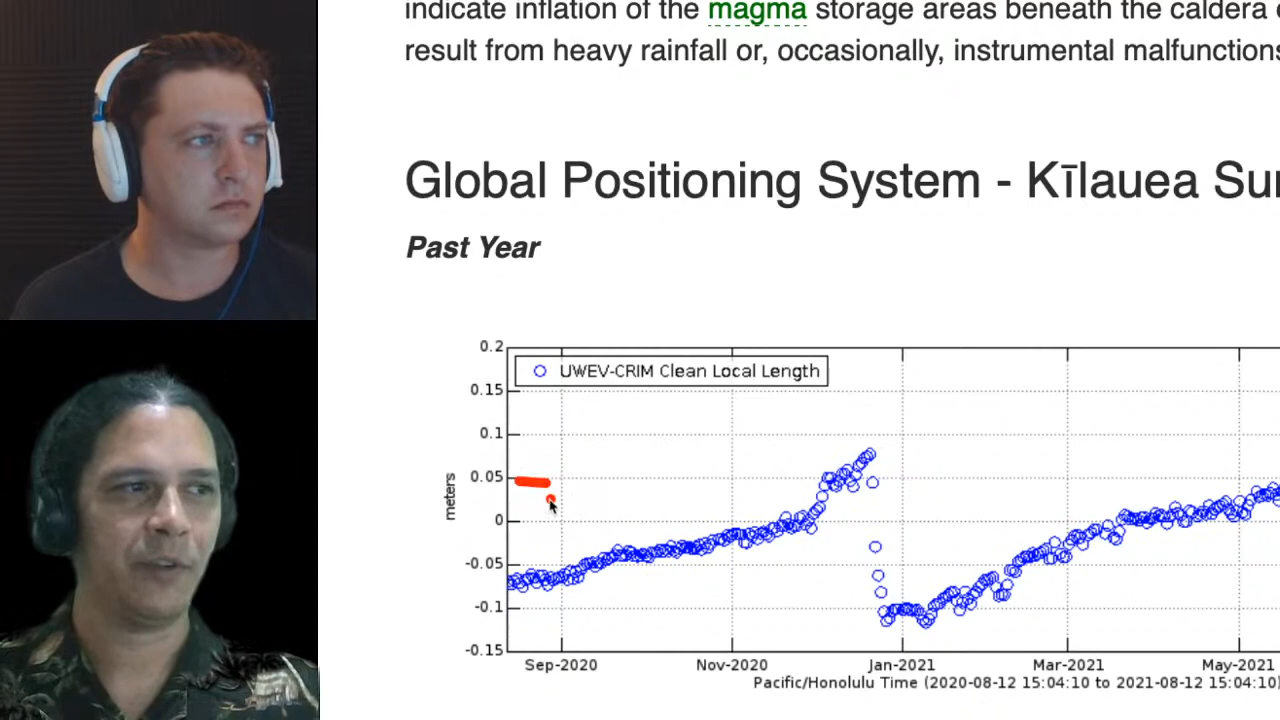 indicate inflation of the magma storage areas beneath the caldera
result from heavy rainfall or, occasionally, instrumental malfunctions
Global Positioning System - Kīlauea Su
Past Year
UWEV-CRIM Clean Local Length
meters
0.2
0.15
0.1
0.05
0
-0.05
-0.1
-0.15
Sep-2020 Nov-2020 Jan-2021 Mar-2021 May-2021
Pacific/Honolulu Time (2020-08-12 15:04:10 to 2021-08-12 15:04:10)